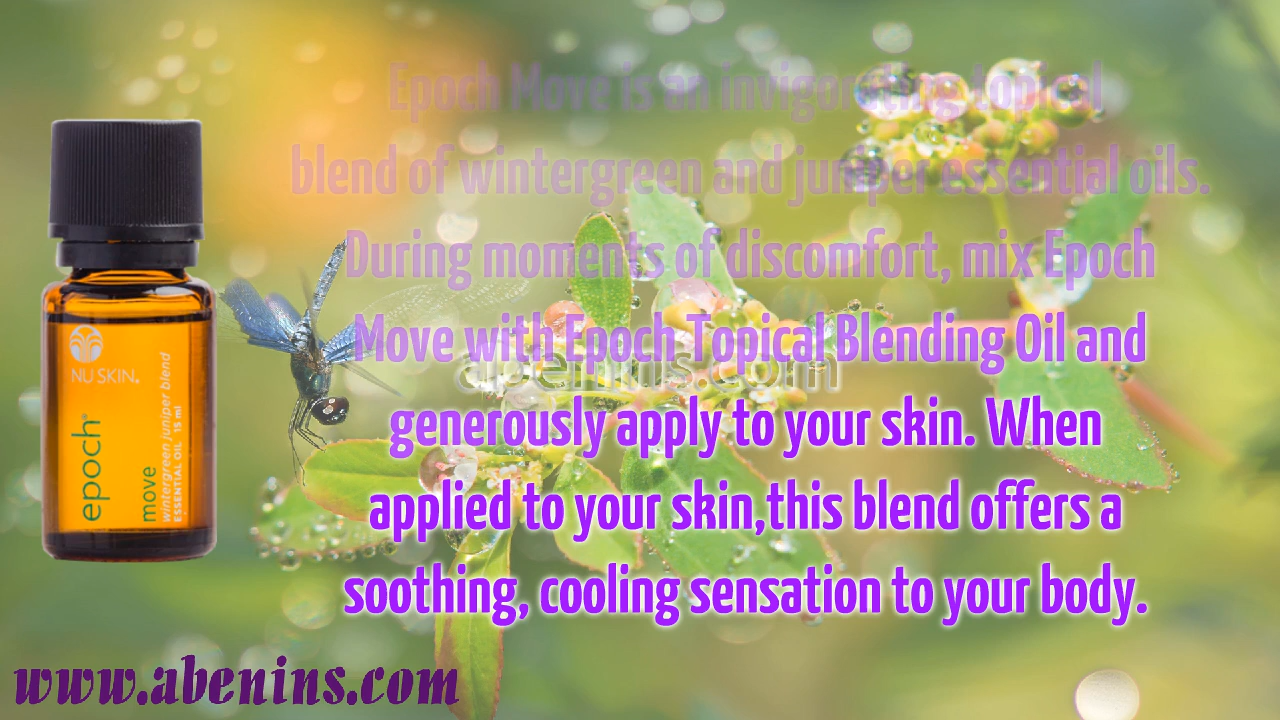 Epoch Move is an invigorating topical
blend of wintergreen and juniper essential oils.
During moments of discomfort, mix Epoch
Move with Epoch Topical Blending Oil and
abenins.com
generously apply to your skin. When
applied to your skin,this blend offers a
soothing, cooling sensation to your body.
NU SKIN.
epoch®
move
wintergreen juniper blend
ESSENTIAL OIL 15 ml
www.abenins.com